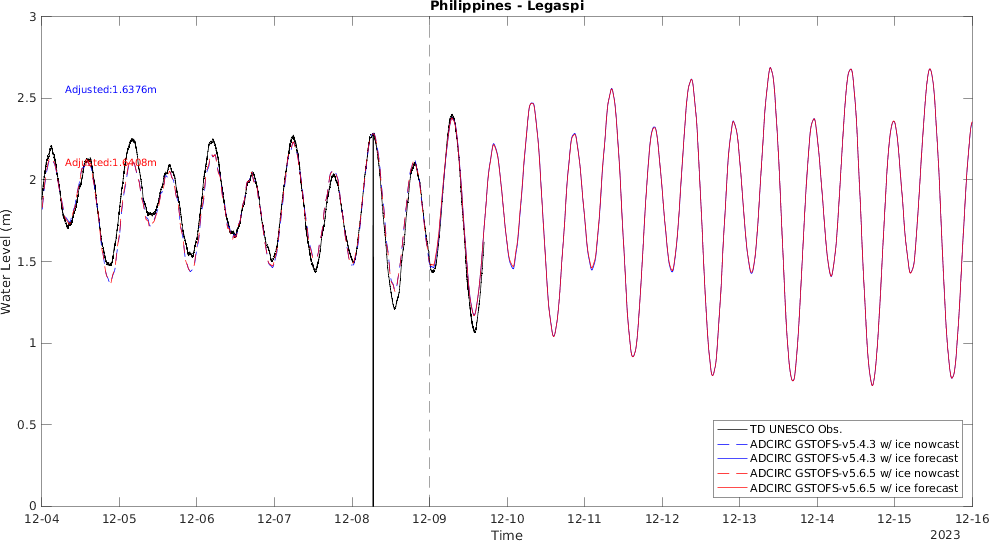 Philippines - Legaspi
3
2.5
2
1.5
1
0.5
0
Water Level (m)
Adjusted:1.6376m
Adjusted:1.6408m
TD UNESCO Obs.
ADCIRC GSTOFS-v5.4.3 w/ ice nowcast
ADCIRC GSTOFS-v5.4.3 w/ ice forecast
ADCIRC GSTOFS-v5.6.5 w/ ice nowcast
ADCIRC GSTOFS-v5.6.5 w/ ice forecast
12-04 12-05 12-06 12-07 12-08 12-09 12-10 12-11 12-12 12-13 12-14 12-15 12-16
Time
2023